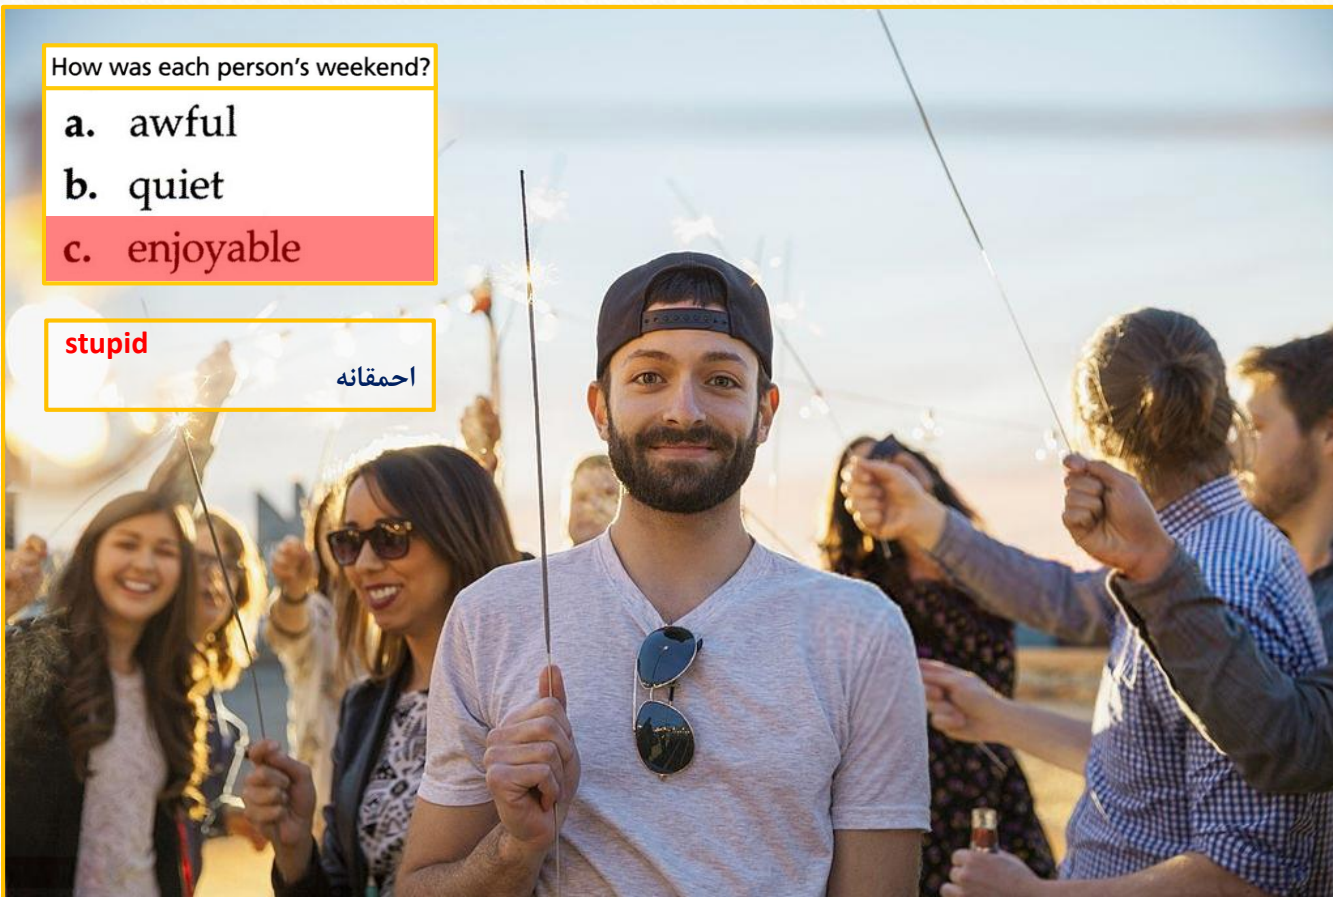 How was each person's weekend?
a. awful
b. quiet
c. enjoyable
stupid
احمقانه